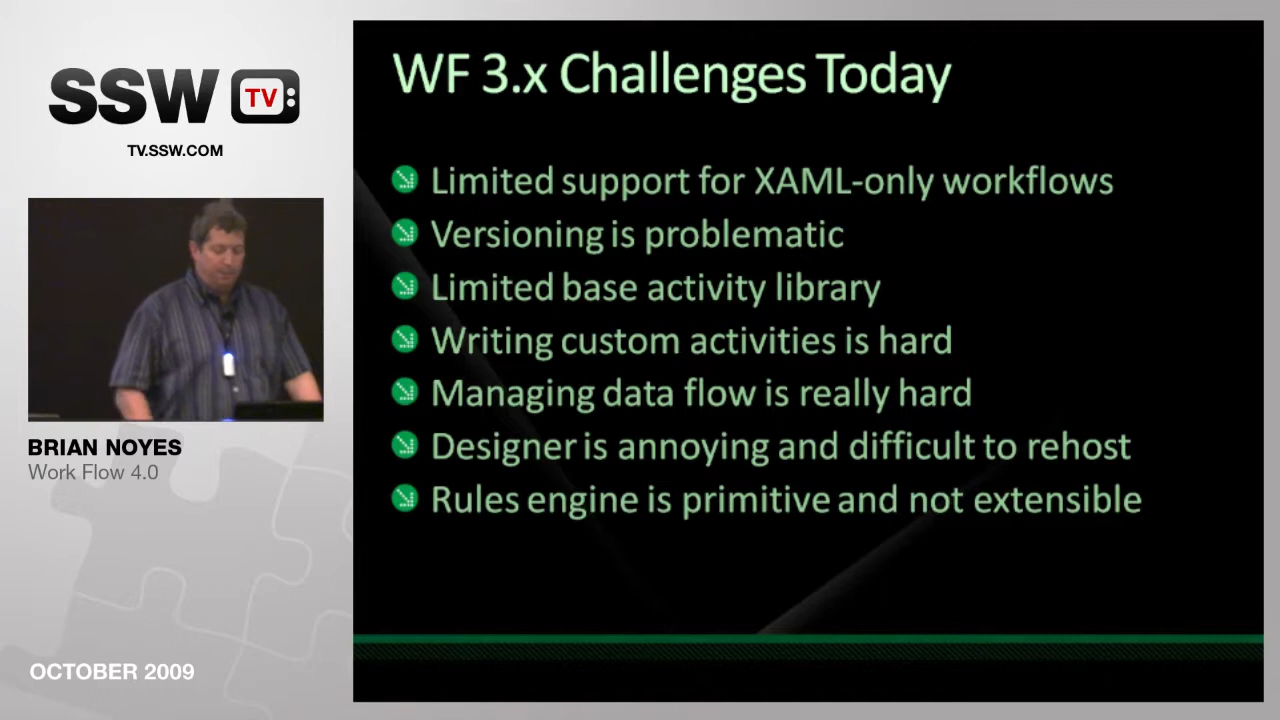 SSW TV
TV.SSW.COM
BRIAN NOYES
Work Flow 4.0
OCTOBER 2009
WF 3.x Challenges Today
Limited support for XAML-only workflows
Versioning is problematic
Limited base activity library
Writing custom activities is hard
Managing data flow is really hard
Designer is annoying and difficult to rehost
Rules engine is primitive and not extensible